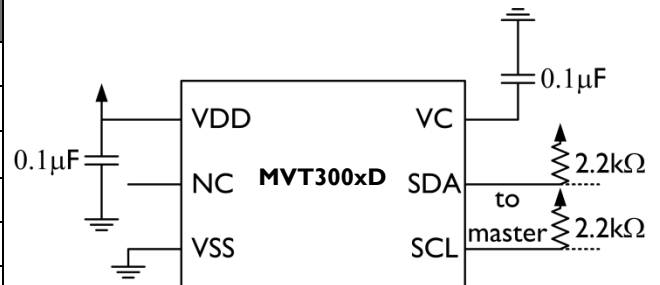 0.1μF
VDD
VC
0.1μF
NC
MVT300xD
SDA
2.2kΩ
to
master
VSS
SCL
2.2kΩ